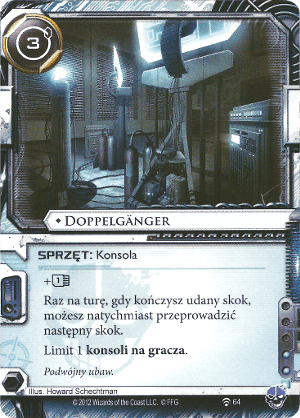 3
DOPPELGÄNGER
SPRZĘT: Konsola
+1
Raz na turę, gdy kończysz udany skok,
możesz natychmiast przeprowadzić
następny skok.
Limit 1 konsoli na gracza.
Podwójny ubaw.
Illus. Howard Schechtman
©2012 Wizards of the Coast LLC. © FFG
64